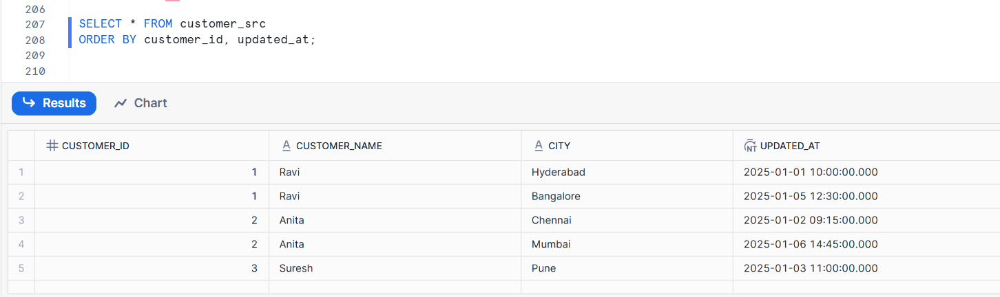 206
207 SELECT * FROM customer_src
208 ORDER BY customer_id, updated_at;
209
210
Results Chart
CUSTOMER_ID CUSTOMER_NAME CITY UPDATED_AT
1 1 Ravi Hyderabad 2025-01-01 10:00:00.000
2 1 Ravi Bangalore 2025-01-05 12:30:00.000
3 2 Anita Chennai 2025-01-02 09:15:00.000
4 2 Anita Mumbai 2025-01-06 14:45:00.000
5 3 Suresh Pune 2025-01-03 11:00:00.000